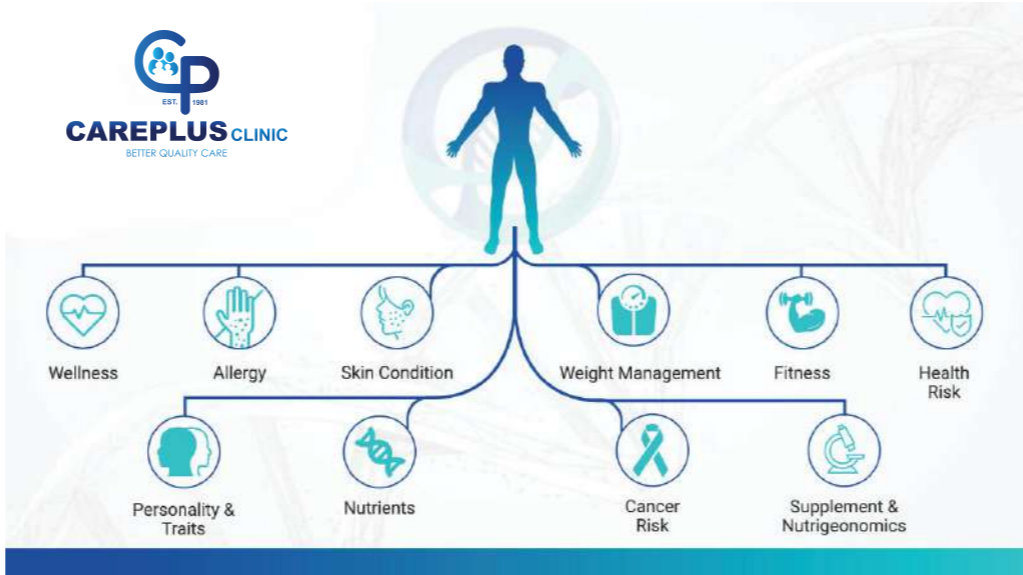 CP
EST. 1981
CAREPLUS CLINIC
BETTER QUALITY CARE
Wellness
Allergy
Skin Condition
Weight Management
Fitness
Health
Risk
Personality &
Traits
Nutrients
Cancer
Risk
Supplement &
Nutrigeonomics